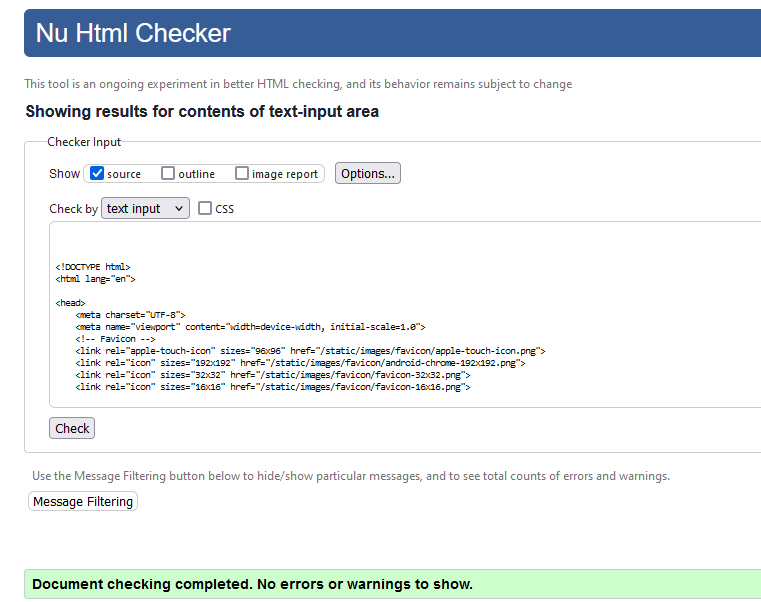 Nu Html Checker
This tool is an ongoing experiment in better HTML checking, and its behavior remains subject to change
Showing results for contents of text-input area
Checker Input
Show source outline image report Options...
Check by text input CSS
<!DOCTYPE html>
<html lang="en">
<head>
<meta charset="UTF-8">
<meta name="viewport" content="width=device-width, initial-scale=1.0">
<!-- Favicon -->
<link rel="apple-touch-icon" sizes="96x96" href="/static/images/favicon/apple-touch-icon.png">
<link rel="icon" sizes="192x192" href="/static/images/favicon/android-chrome-192x192.png">
<link rel="icon" sizes="32x32" href="/static/images/favicon/favicon-32x32.png">
<link rel="icon" sizes="16x16" href="/static/images/favicon/favicon-16x16.png">
Check
Use the Message Filtering button below to hide/show particular messages, and to see total counts of errors and warnings.
Message Filtering
Document checking completed. No errors or warnings to show.